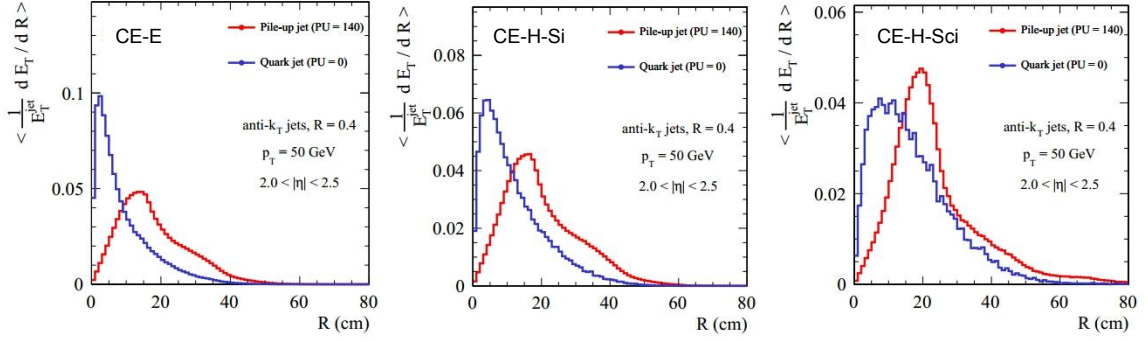 < 1/E_T^jet d E_T / d R >
CE-E
Pile-up jet (PU = 140)
Quark jet (PU = 0)
anti-k_T jets, R = 0.4
p_T = 50 GeV
2.0 < |η| < 2.5
0.1
0.05
0
0 20 40 60 80
R (cm)
< 1/E_T^jet d E_T / d R >
CE-H-Si
Pile-up jet (PU = 140)
Quark jet (PU = 0)
anti-k_T jets, R = 0.4
p_T = 50 GeV
2.0 < |η| < 2.5
0.08
0.06
0.04
0.02
0.00
0 20 40 60 80
R (cm)
< 1/E_T^jet d E_T / d R >
CE-H-Sci
Pile-up jet (PU = 140)
Quark jet (PU = 0)
anti-k_T jets, R = 0.4
p_T = 50 GeV
2.0 < |η| < 2.5
0.06
0.04
0.02
0.00
0 20 40 60 80
R (cm)